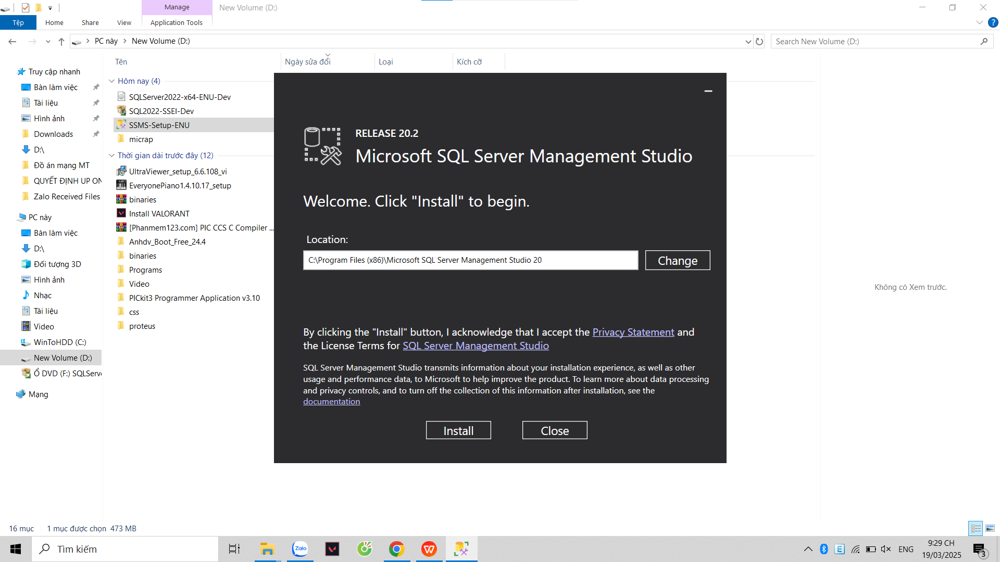 Manage
New Volume (D:)
Tệp
Home
Share
View
Application Tools
?
PC này
New Volume (D:)
Search New Volume (D:)
Tên
Ngày sửa đổi
Loại
Kích cỡ
Truy cập nhanh
Bàn làm việc
Tài liệu
Hình ảnh
Downloads
D:\
Đồ án mạng MT
QUYẾT ĐỊNH UP ON
Zalo Received Files
PC này
Bàn làm việc
D:\
Đối tượng 3D
Hình ảnh
Nhạc
Tài liệu
Video
WinToHDD (C:)
New Volume (D:)
Ổ DVD (F:) SQLServe
Mạng
Hôm nay (4)
SQLServer2022-x64-ENU-Dev
SQL2022-SSEI-Dev
SSMS-Setup-ENU
micrap
Thời gian dài trước đây (12)
UltraViewer_setup_6.6.108_vi
EveryonePiano1.4.10.17_setup
binaries
Install VALORANT
[Phanmem123.com] PIC CCS C Compiler ...
Anhdv_Boot_Free_24.4
binaries
Programs
Video
PICkit3 Programmer Application v3.10
css
proteus
RELEASE 20.2
Microsoft SQL Server Management Studio
Welcome. Click "Install" to begin.
Location:
C:\Program Files (x86)\Microsoft SQL Server Management Studio 20
Change
By clicking the "Install" button, I acknowledge that I accept the Privacy Statement and
the License Terms for SQL Server Management Studio
SQL Server Management Studio transmits information about your installation experience, as well as other
usage and performance data, to Microsoft to help improve the product. To learn more about data processing
and privacy controls, and to turn off the collection of this information after installation, see the
documentation
Install
Close
Không có Xem trước.
16 mục
1 mục được chọn 473 MB
Tìm kiếm
Zalo
ENG
9:29 CH
19/03/2025
3